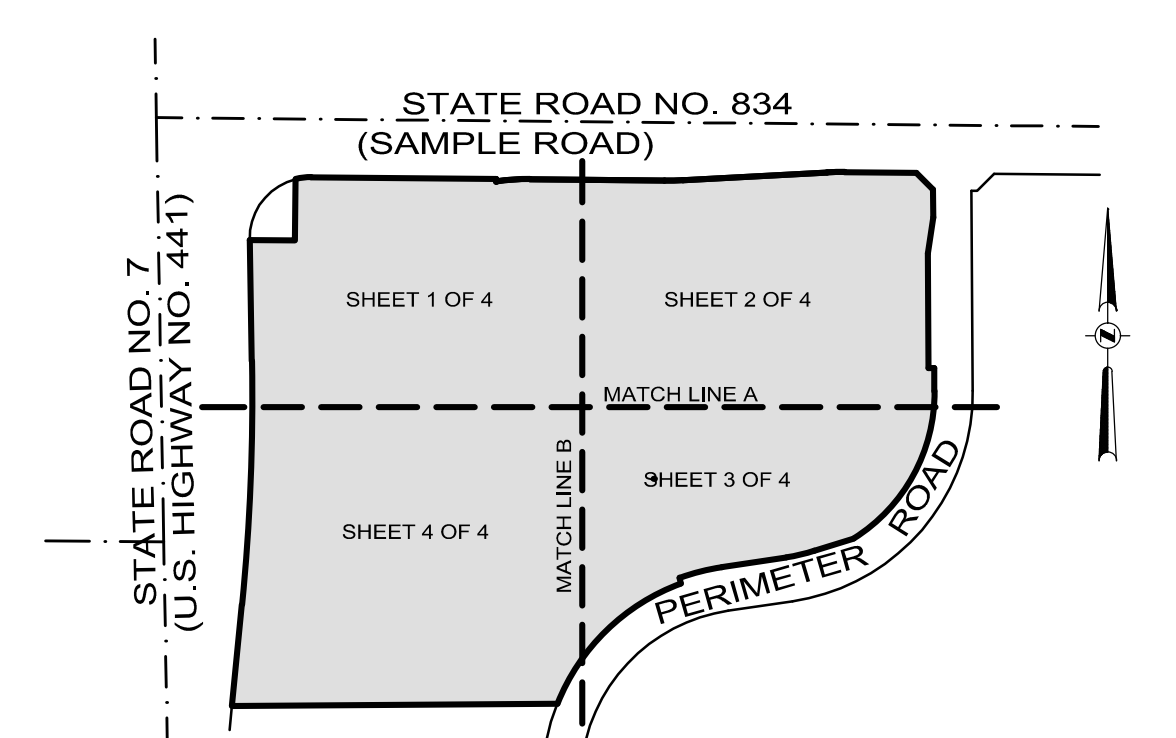 STATE ROAD NO. 834
(SAMPLE ROAD)
STATE ROAD NO. 7
(U.S. HIGHWAY NO. 441)
SHEET 1 OF 4
SHEET 2 OF 4
MATCH LINE A
MATCH LINE B
SHEET 3 OF 4
SHEET 4 OF 4
PERIMETER ROAD
Z